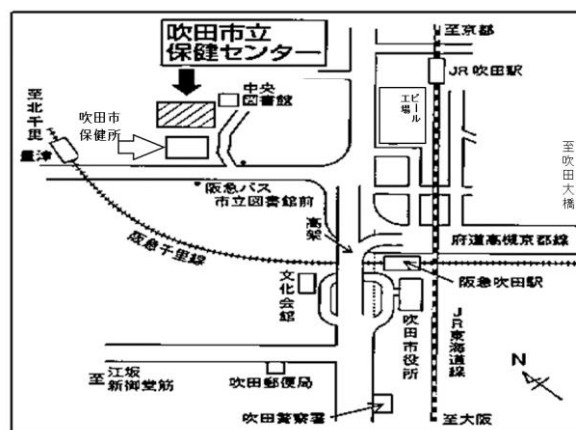 吹田市立
保健センター
至京都
JR吹田駅
中央
図書館
ビール
工場
至北千里
吹田市
保健所
豊津
至吹田大橋
阪急バス
市立図書館前
高架
府道高槻京都線
阪急千里線
文化会館
阪急吹田駅
吹田市役所
JR東海道線
N
至
江坂
新御堂筋
吹田郵便局
吹田警察署
至大阪